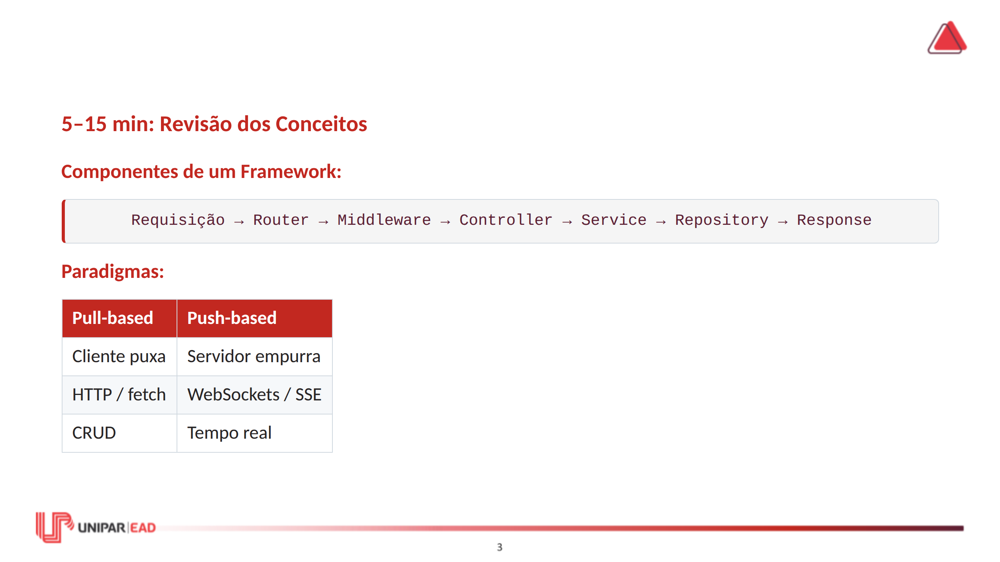 5–15 min: Revisão dos Conceitos
Componentes de um Framework:
Requisição → Router → Middleware → Controller → Service → Repository → Response
Paradigmas:
Pull-based Push-based
Cliente puxa Servidor empurra
HTTP / fetch WebSockets / SSE
CRUD Tempo real
UNIPAR|EAD
3